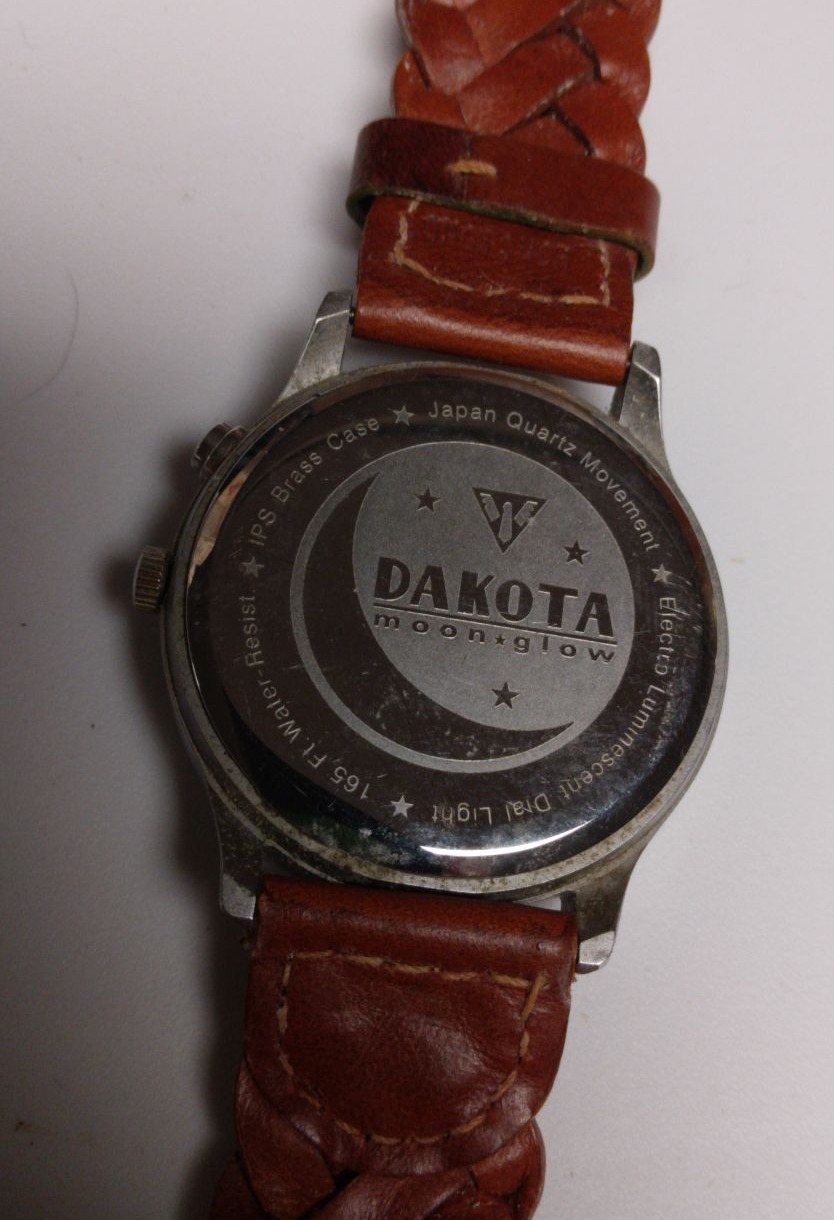 DAKOTA
moon★glow
★ Japan Quartz Movement ★ Electro Luminescent Dial Light ★ 165 Ft. Water-Resist. ★ IPS Brass Case